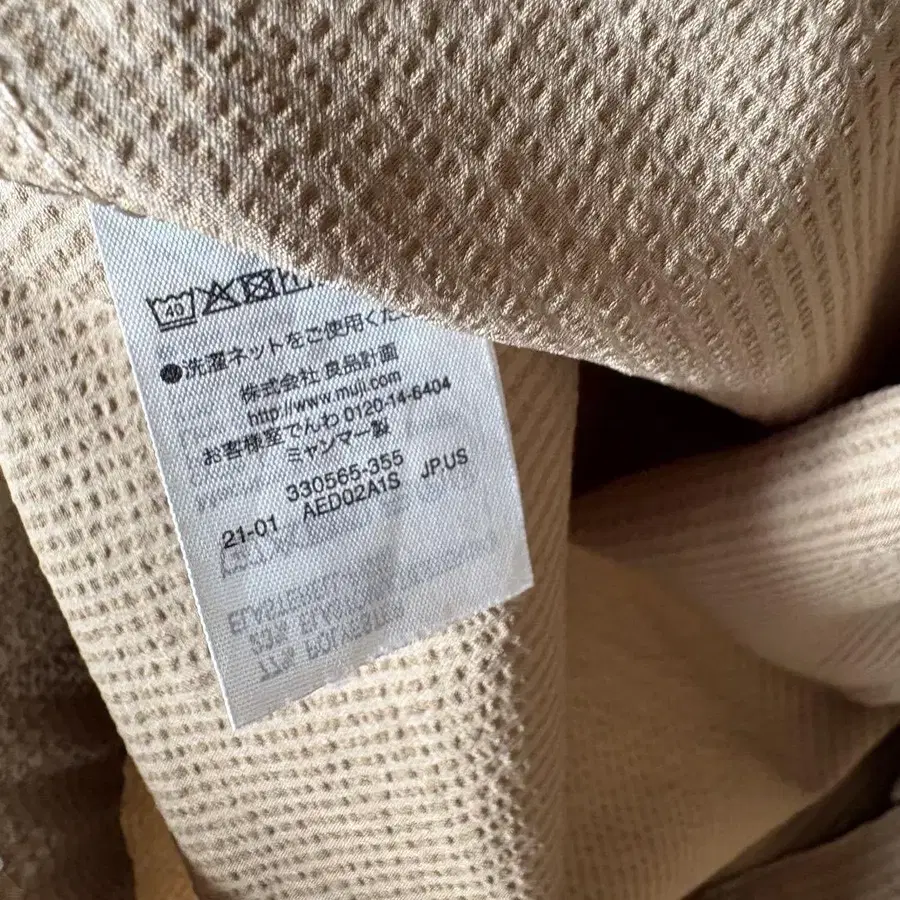 40
●洗濯ネットをご使用くだ
株式会社 良品計画
http://www.muji.com
お客様室でんわ 0120-14-6404
ミャンマー製
330565-355
21-01 AED02A1S JPUS